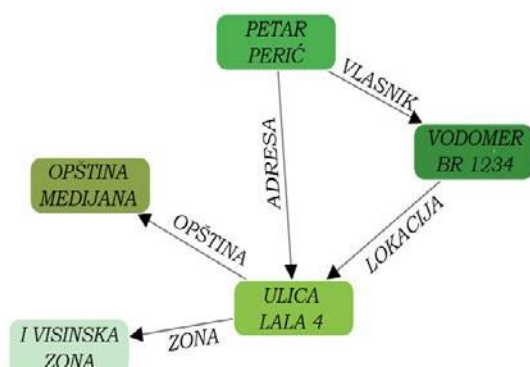 PETAR
PERIĆ
VLASNIK
VODOMER
BR 1234
ADRESA
OPŠTINA
MEDIJANA
OPŠTINA
LOKACIJA
ULICA
LALA 4
ZONA
I VISINSKA
ZONA